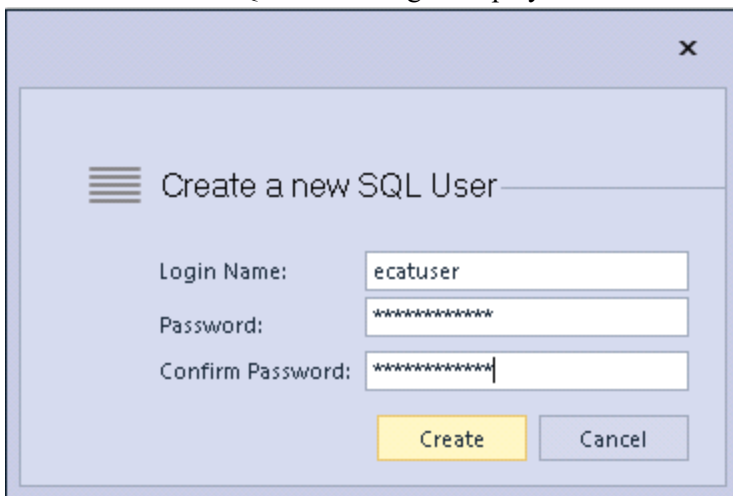 x
Create a new SQL User
Login Name: ecatuser
Password: ************
Confirm Password: ************
Create Cancel